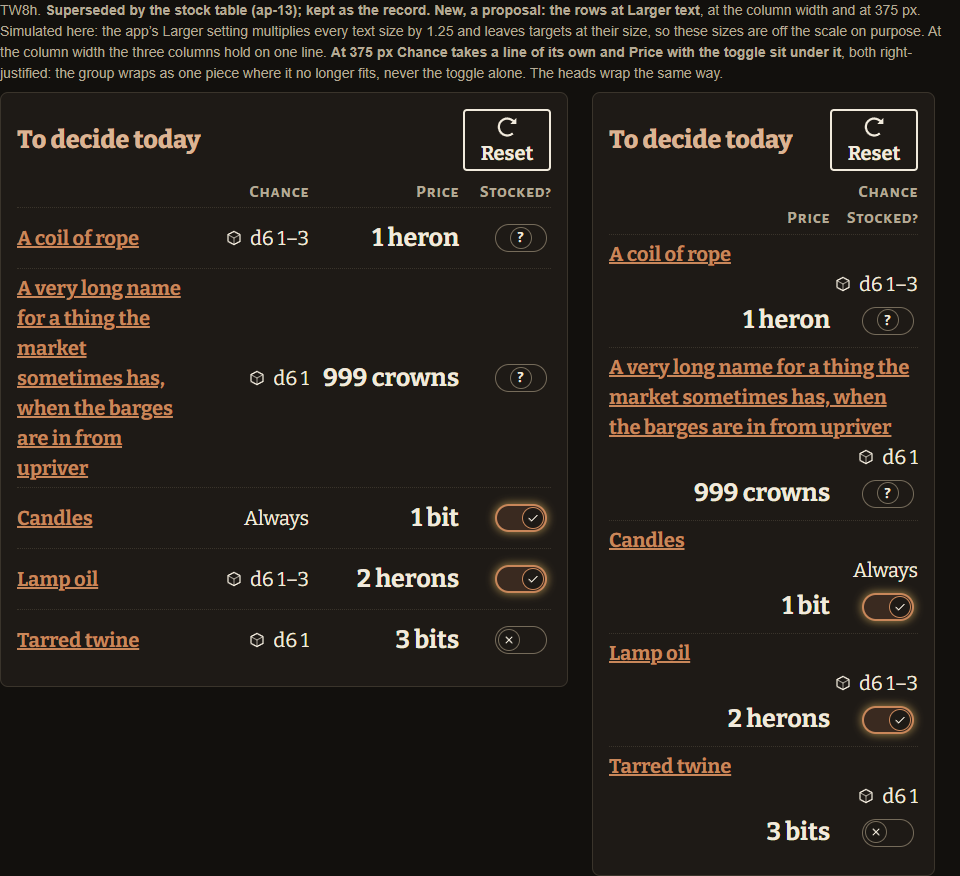 TW8h. Superseded by the stock table (ap-13); kept as the record. New, a proposal: the rows at Larger text, at the column width and at 375 px.
Simulated here: the app's Larger setting multiplies every text size by 1.25 and leaves targets at their size, so these sizes are off the scale on purpose. At
the column width the three columns hold on one line. At 375 px Chance takes a line of its own and Price with the toggle sit under it, both right-
justified: the group wraps as one piece where it no longer fits, never the toggle alone. The heads wrap the same way.
To decide today
Reset
Chance Price Stocked?
A coil of rope d6 1–3 1 heron ?
A very long name
for a thing the
market
sometimes has, d6 1 999 crowns ?
when the barges
are in from
upriver
Candles Always 1 bit
Lamp oil d6 1–3 2 herons
Tarred twine d6 1 3 bits
To decide today
Reset
Chance
Price Stocked?
A coil of rope
d6 1–3
1 heron ?
A very long name for a thing the
market sometimes has, when
the barges are in from upriver
d6 1
999 crowns ?
Candles
Always
1 bit
Lamp oil
d6 1–3
2 herons
Tarred twine
d6 1
3 bits